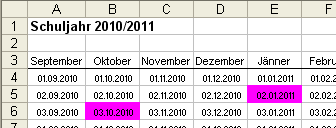 A B C D E F
1 Schuljahr 2010/2011
2
3 September Oktober November Dezember Jänner Febru
4 01.09.2010 01.10.2010 01.11.2010 01.12.2010 01.01.2011 01.02.2
5 02.09.2010 02.10.2010 02.11.2010 02.12.2010 02.01.2011 02.02.2
6 03.09.2010 03.10.2010 03.11.2010 03.12.2010 03.01.2011 03.02.2